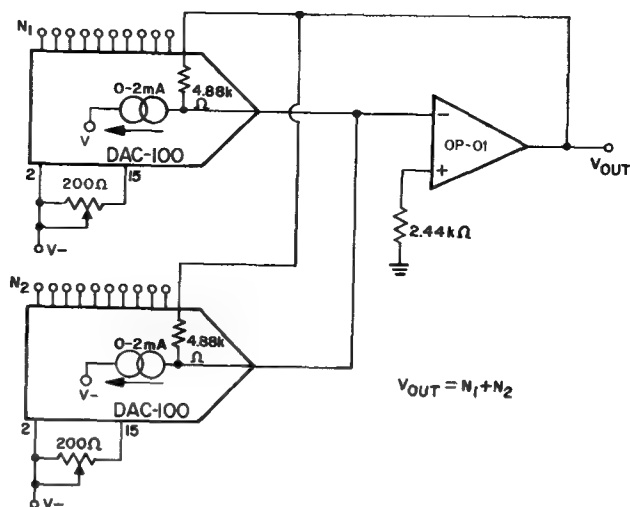 N1
4.88k
Ω
0-2mA
V
DAC-100
2
15
200Ω
V-
N2
4.88k
Ω
0-2mA
V-
DAC-100
2
15
200Ω
V-
-
OP-01
+
VOUT
2.44kΩ
VOUT = N1+N2